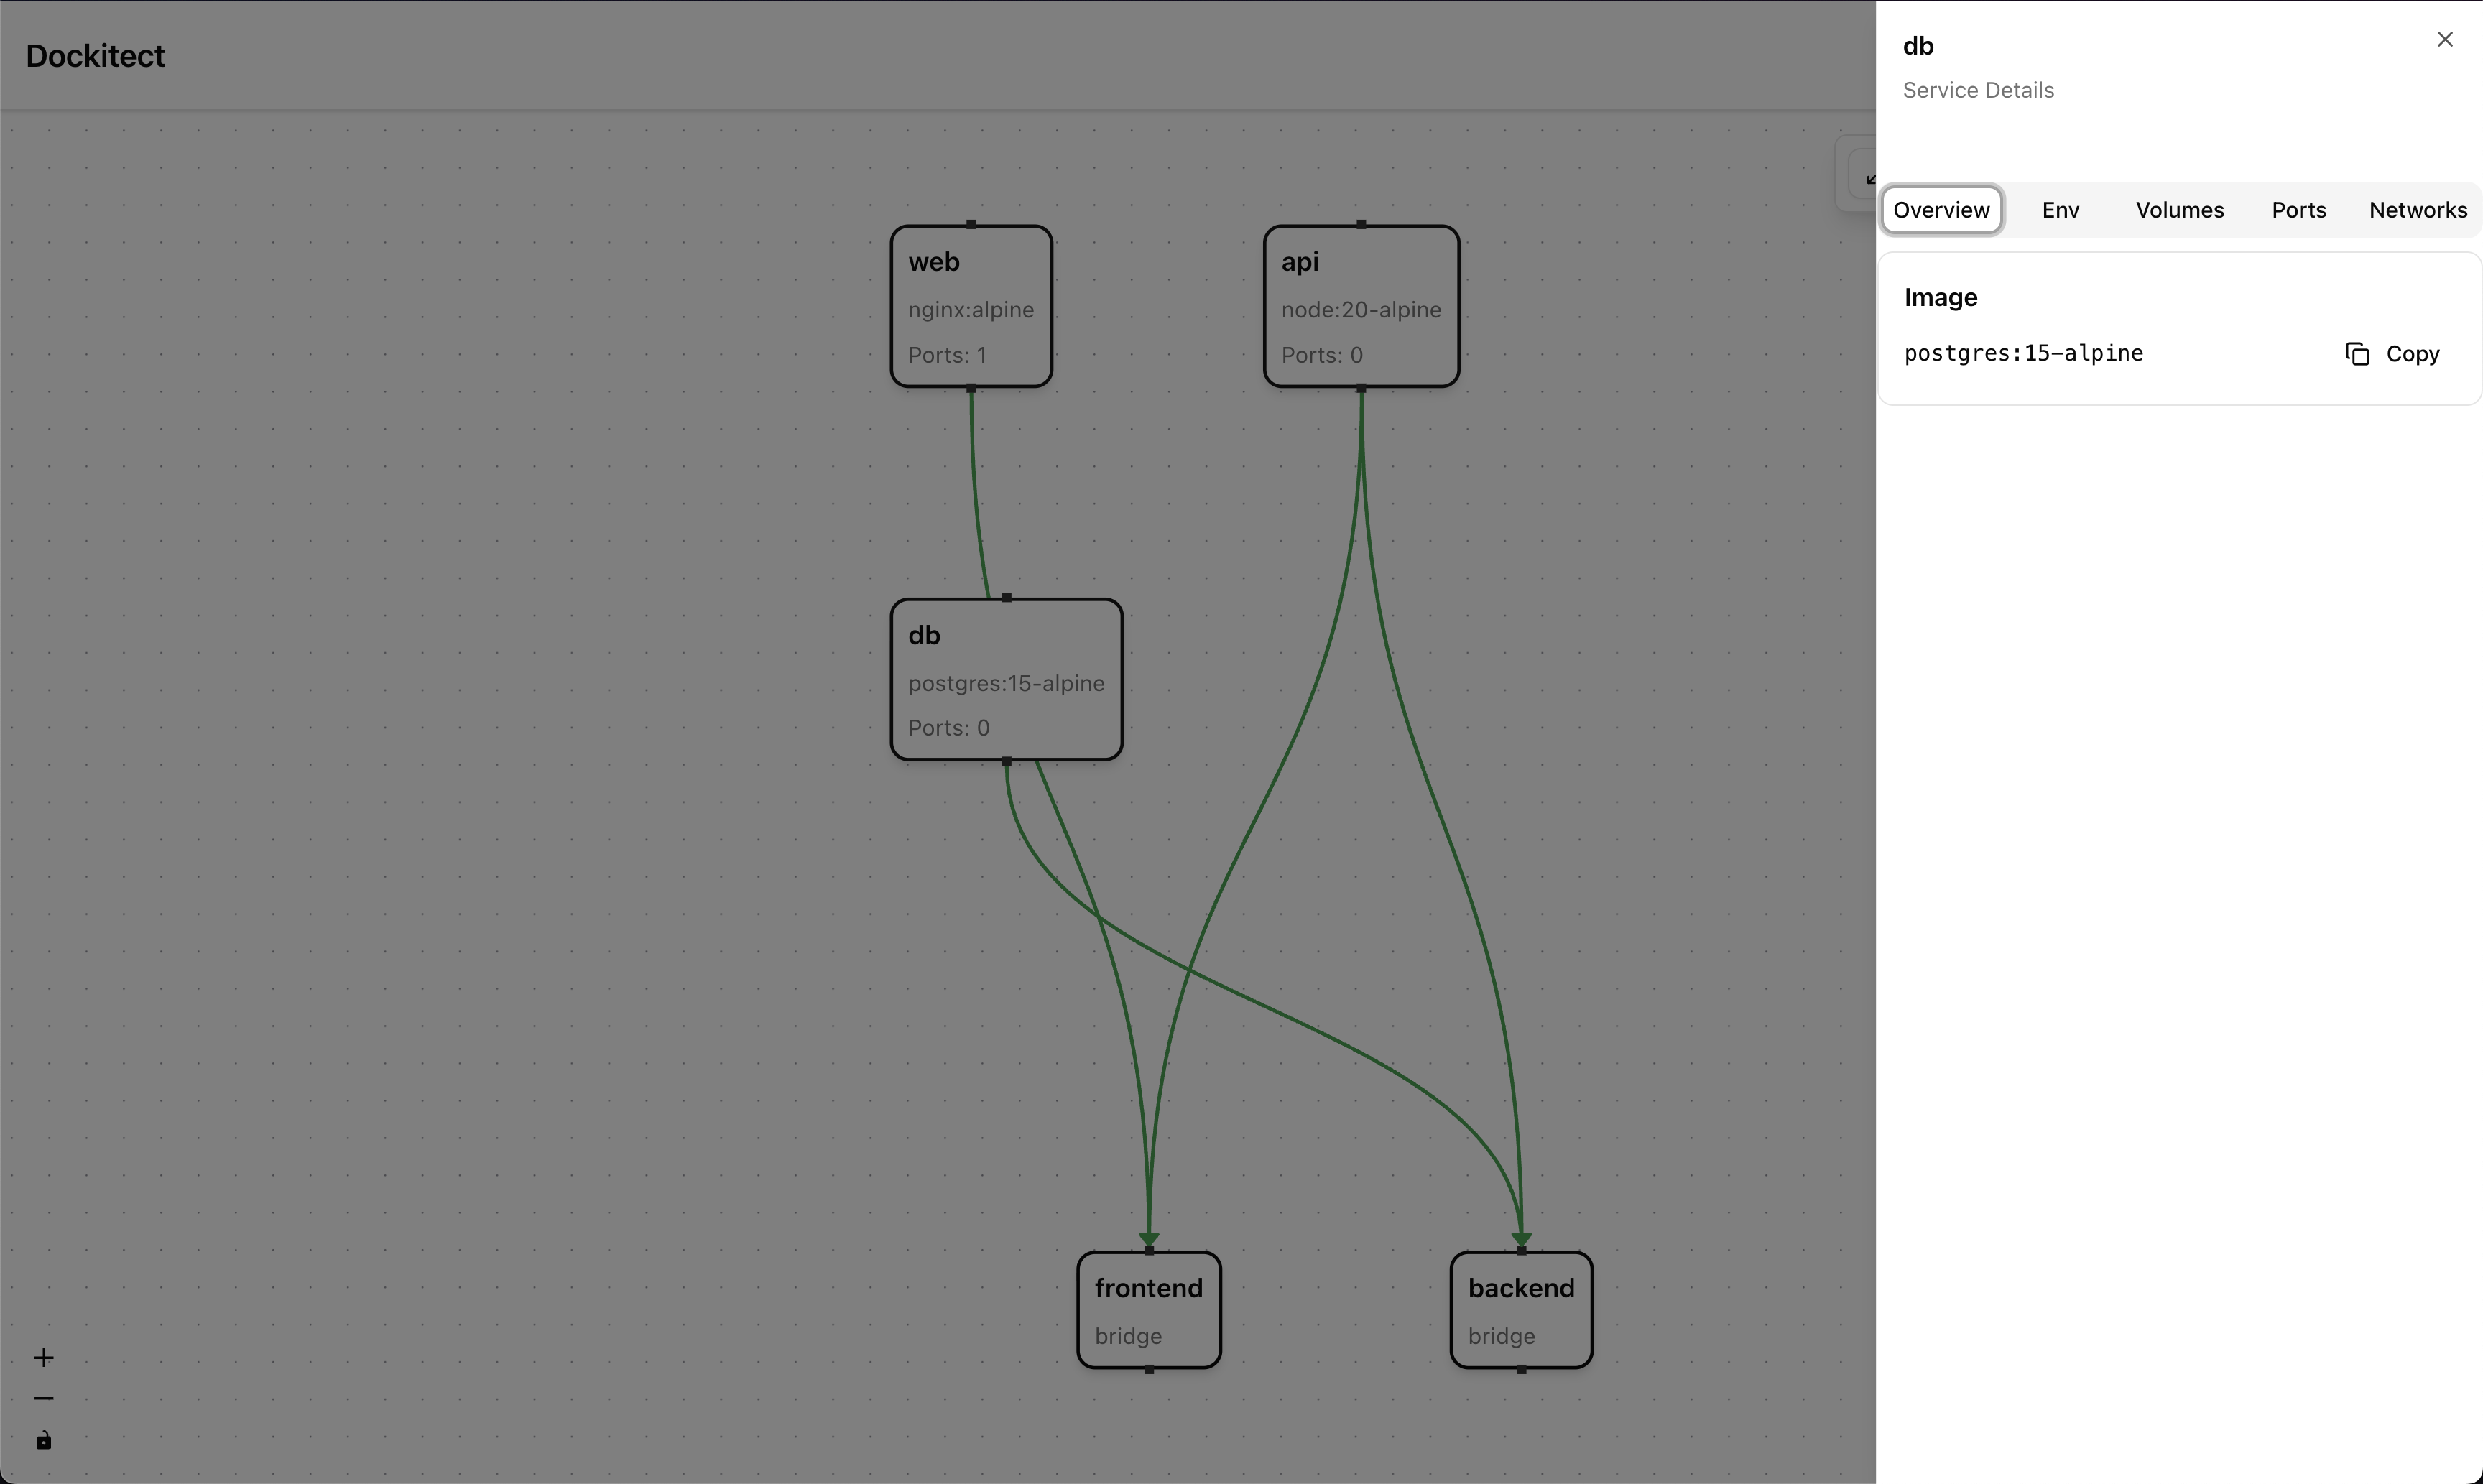 Dockitect
web
nginx:alpine
Ports: 1
api
node:20-alpine
Ports: 0
db
postgres:15-alpine
Ports: 0
frontend
bridge
backend
bridge
db
Service Details
Overview Env Volumes Ports Networks
Image
postgres:15-alpine Copy